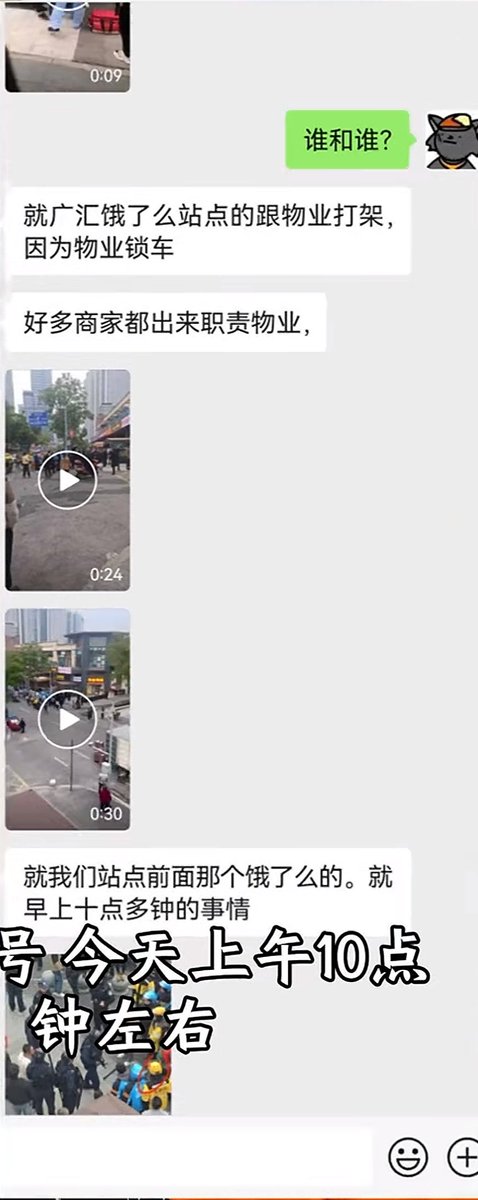 0:09
谁和谁?
就广汇饿了么站点的跟物业打架,
因为物业锁车
好多商家都出来职责物业,
0:24
0:30
就我们站点前面那个饿了么的。就
早上十点多钟的事情
号 今天上午10点
钟左右